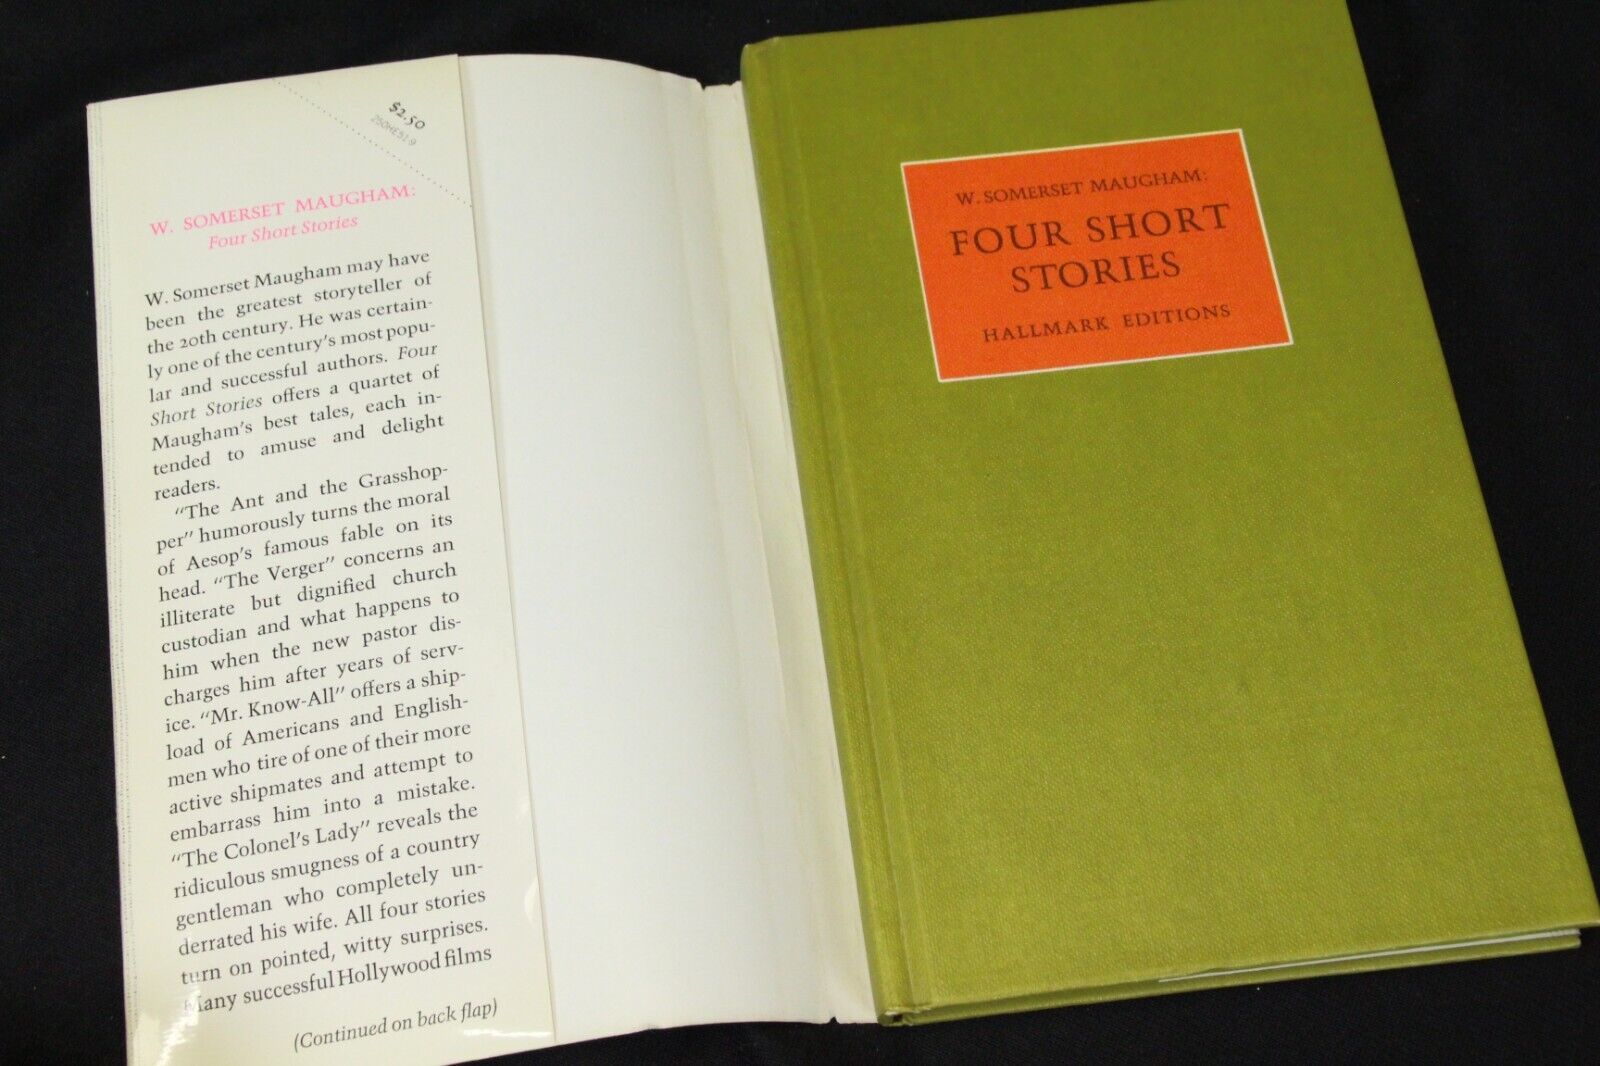 $2.50
250HE51-9
W. SOMERSET MAUGHAM:
Four Short Stories
W. Somerset Maugham may have
been the greatest storyteller of
the 20th century. He was certain-
ly one of the century's most popu-
lar and successful authors. Four
Short Stories offers a quartet of
Maugham's best tales, each in-
tended to amuse and delight
readers.
"The Ant and the Grasshop-
per" humorously turns the moral
of Aesop's famous fable on its
head. "The Verger" concerns an
illiterate but dignified church
custodian and what happens to
him when the new pastor dis-
charges him after years of serv-
ice. "Mr. Know-All" offers a ship-
load of Americans and English-
men who tire of one of their more
active shipmates and attempt to
embarrass him into a mistake.
"The Colonel's Lady" reveals the
ridiculous smugness of a country
gentleman who completely un-
derrated his wife. All four stories
turn on pointed, witty surprises.
Many successful Hollywood films
(Continued on back flap)
W. SOMERSET MAUGHAM:
FOUR SHORT
STORIES
HALLMARK EDITIONS